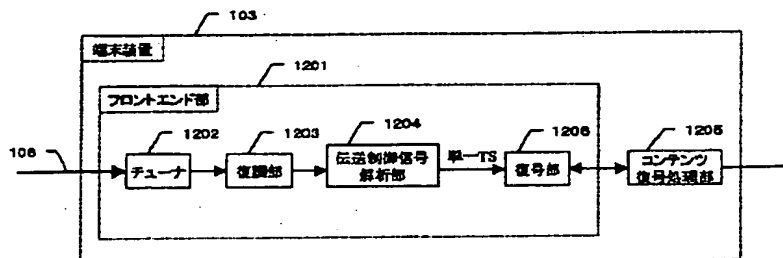 103
端末装置
1201
フロントエンド部
106
1202
チューナ
1203
復調部
1204
伝送制御信号
解析部
単一TS
1206
復号部
1205
コンテンツ
復号処理部